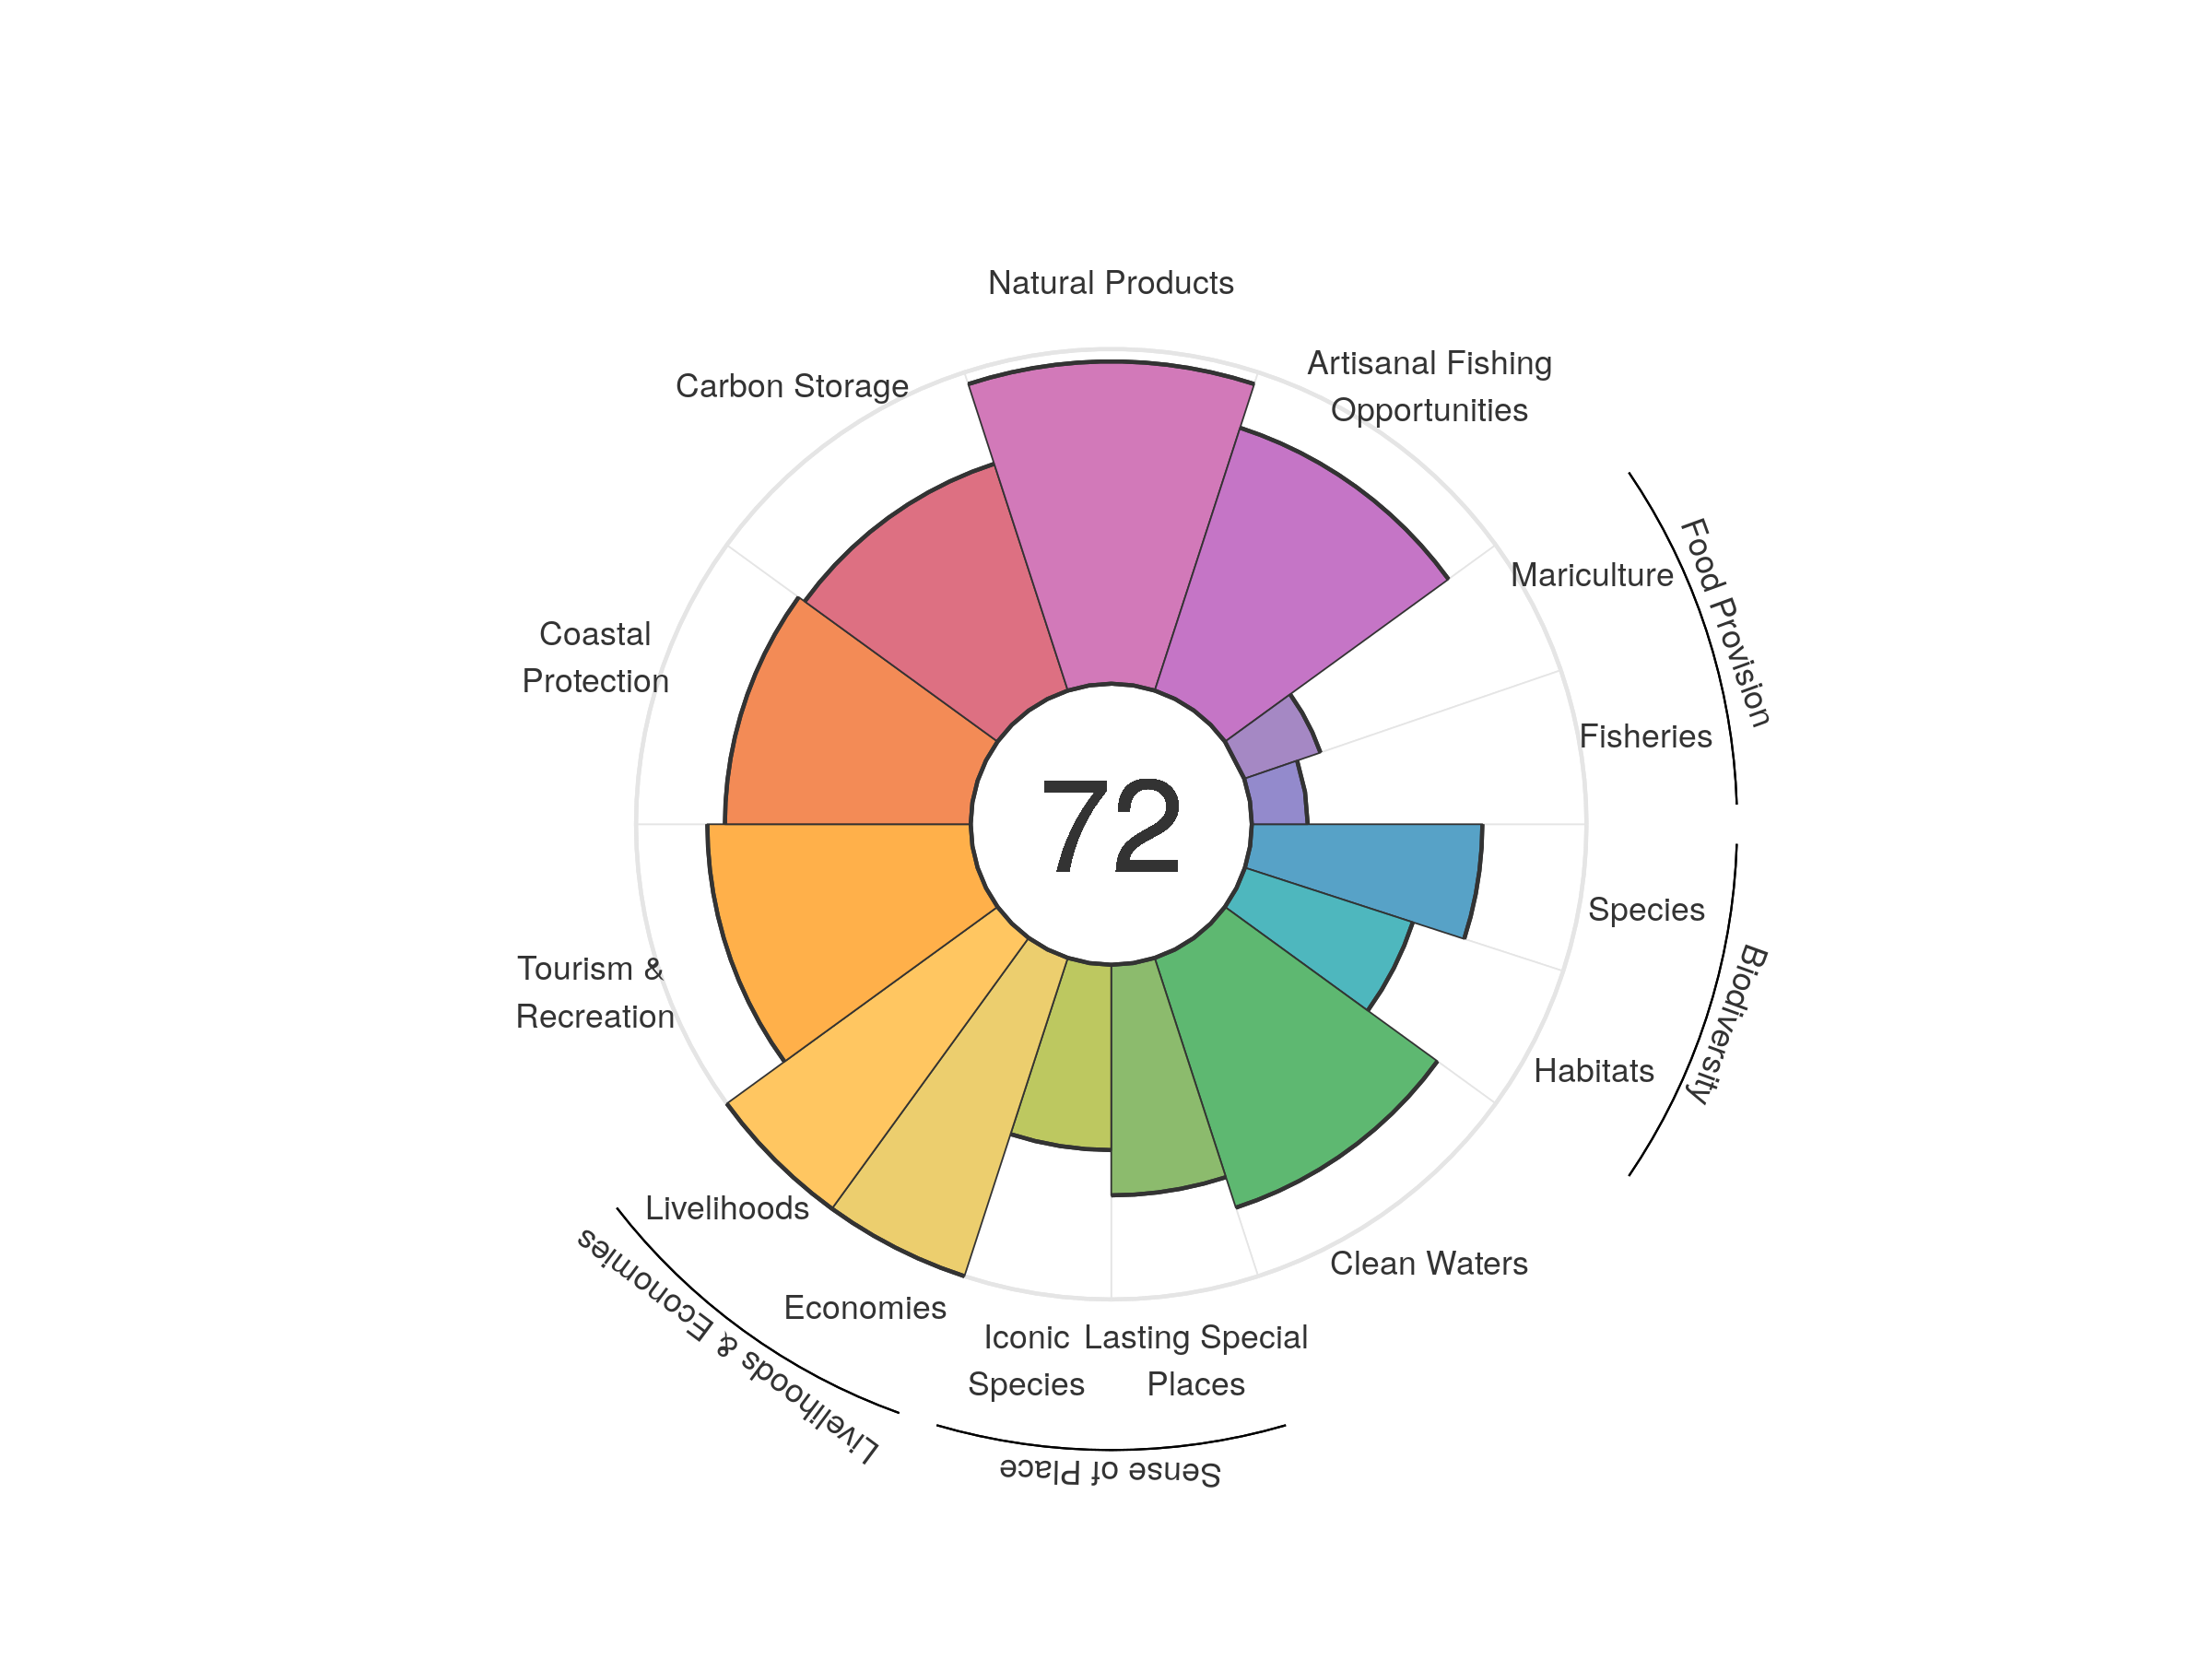 Natural Products
Artisanal Fishing
Opportunities
Carbon Storage
Mariculture
Food Provision
Coastal
Protection
Fisheries
72
Species
Biodiversity
Tourism &
Recreation
Habitats
Livelihoods
Clean Waters
Economies
Livelihoods & Economies
Iconic
Species
Lasting Special
Places
Sense of Place